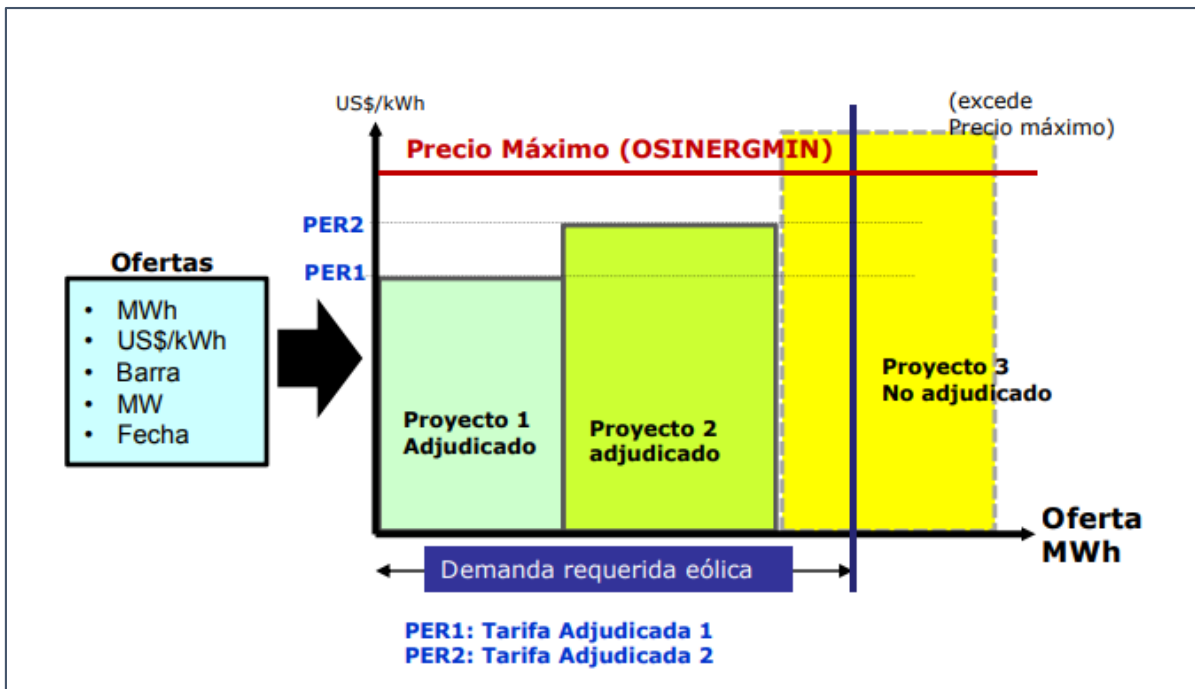 US$/kWh
(excede
Precio máximo)
Precio Máximo (OSINERGMIN)
PER2
PER1
Ofertas
• MWh
• US$/kWh
• Barra
• MW
• Fecha
Proyecto 1
Adjudicado
Proyecto 2
adjudicado
Proyecto 3
No adjudicado
Oferta
MWh
Demanda requerida eólica
PER1: Tarifa Adjudicada 1
PER2: Tarifa Adjudicada 2